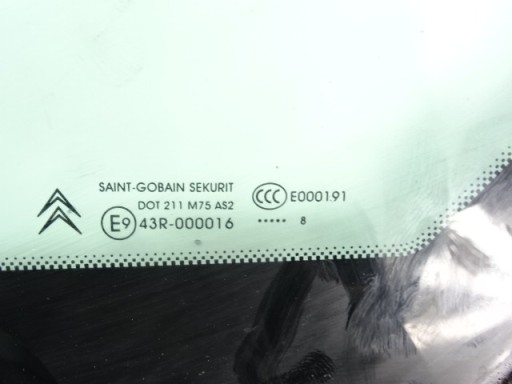 SAINT-GOBAIN SEKURIT
DOT 211 M75 AS2
E9 43R-000016
CCC E000191
..... 8